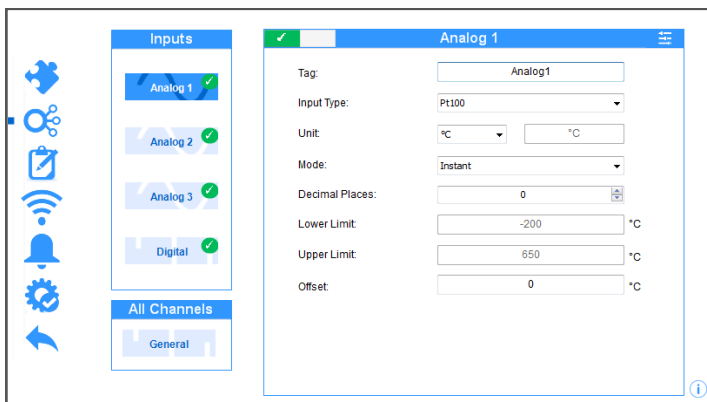 Inputs
Analog 1
Analog 2
Analog 3
Digital
All Channels
General
Analog 1
Tag: Analog1
Input Type: Pt100
Unit: ºC °C
Mode: Instant
Decimal Places: 0
Lower Limit: -200 °C
Upper Limit: 650 °C
Offset: 0 °C